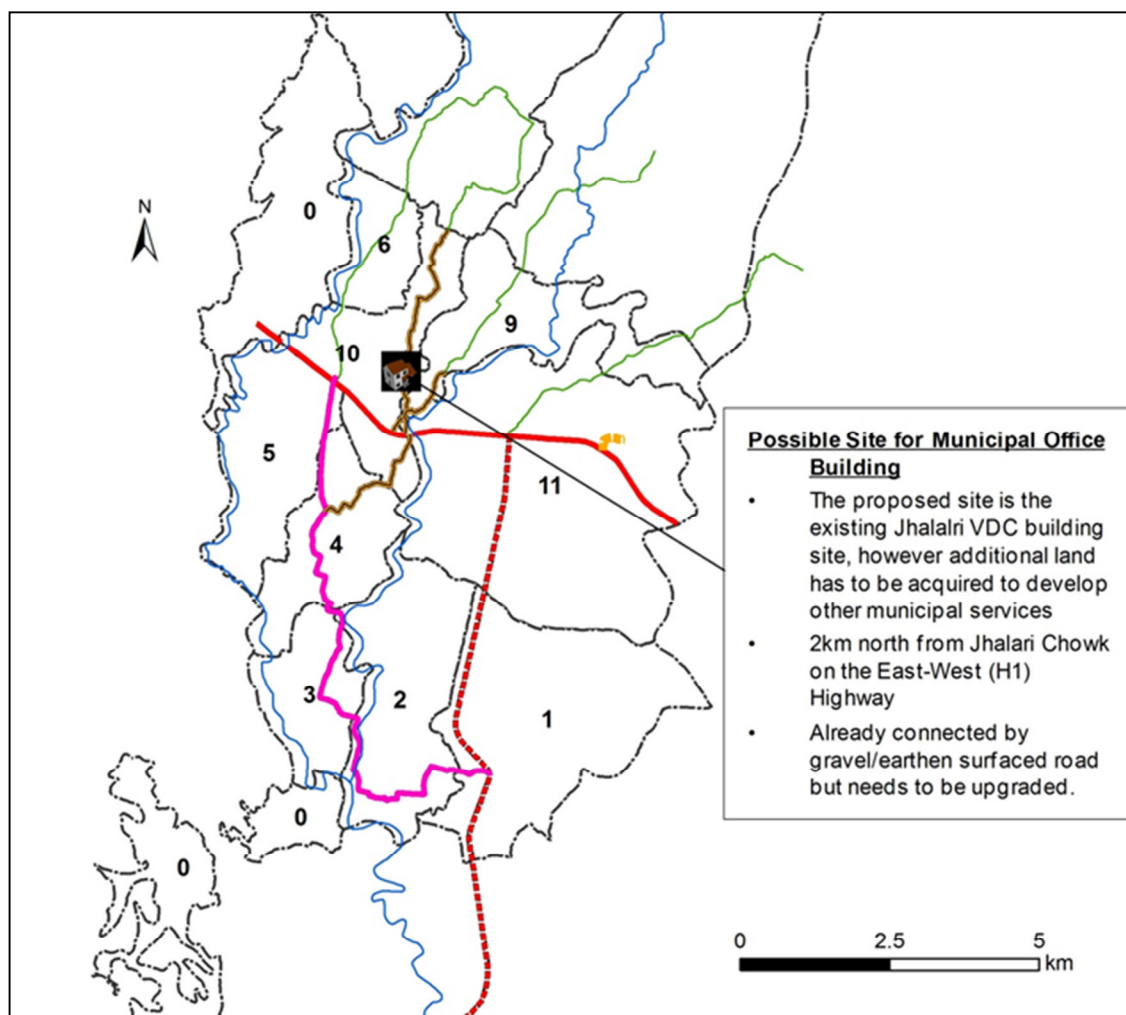 N
0
6
9
10
5
11
4
3
2
1
0
0
Possible Site for Municipal Office
Building
• The proposed site is the
existing Jhalalri VDC building
site, however additional land
has to be acquired to develop
other municipal services
• 2km north from Jhalari Chowk
on the East-West (H1)
Highway
• Already connected by
gravel/earthen surfaced road
but needs to be upgraded.
0 2.5 5
km